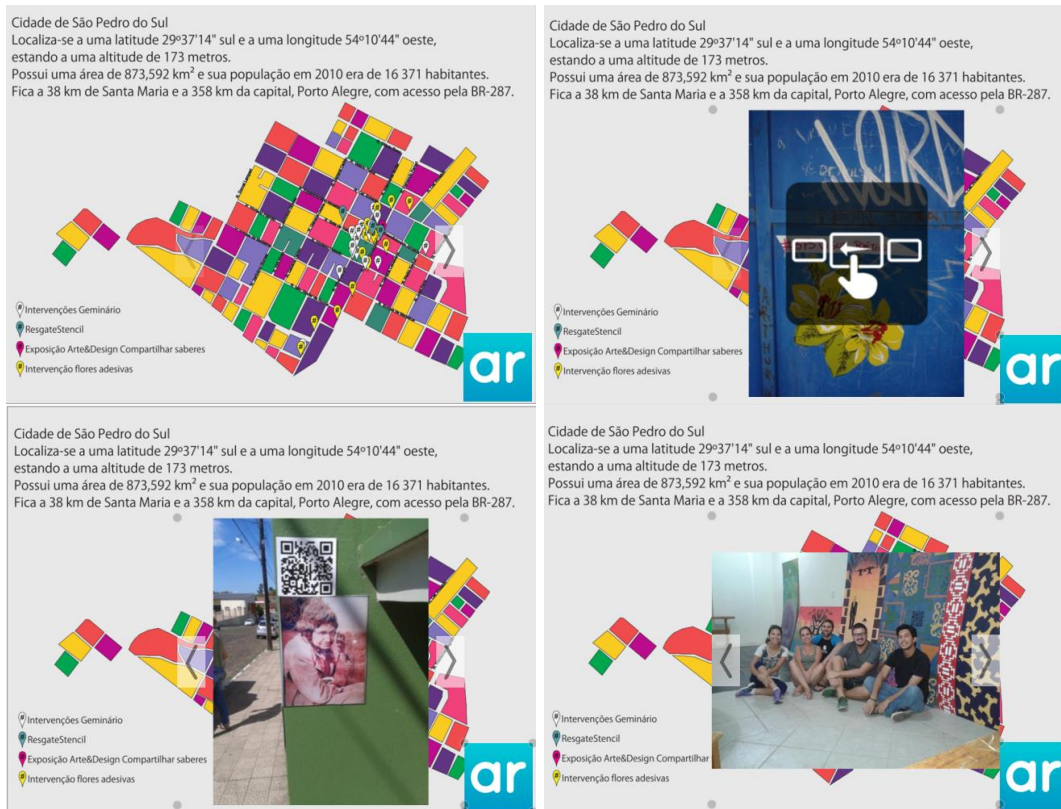 Cidade de São Pedro do Sul
Localiza-se a uma latitude 29º37'14" sul e a uma longitude 54º10'44" oeste,
estando a uma altitude de 173 metros.
Possui uma área de 873,592 km² e sua população em 2010 era de 16 371 habitantes.
Fica a 38 km de Santa Maria e a 358 km da capital, Porto Alegre, com acesso pela BR-287.
Intervenções Geminário
ResgateStencil
Exposição Arte&Design Compartilhar saberes
Intervenção flores adesivas
ar
Cidade de São Pedro do Sul
Localiza-se a uma latitude 29º37'14" sul e a uma longitude 54º10'44" oeste,
estando a uma altitude de 173 metros.
Possui uma área de 873,592 km² e sua população em 2010 era de 16 371 habitantes.
Fica a 38 km de Santa Maria e a 358 km da capital, Porto Alegre, com acesso pela BR-287.
Intervenções Geminário
ResgateStencil
Exposição Arte&Design Compartilhar saberes
Intervenção flores adesivas
ar
Cidade de São Pedro do Sul
Localiza-se a uma latitude 29º37'14" sul e a uma longitude 54º10'44" oeste,
estando a uma altitude de 173 metros.
Possui uma área de 873,592 km² e sua população em 2010 era de 16 371 habitantes.
Fica a 38 km de Santa Maria e a 358 km da capital, Porto Alegre, com acesso pela BR-287.
Intervenções Geminário
ResgateStencil
Exposição Arte&Design Compartilhar saberes
Intervenção flores adesivas
ar
Cidade de São Pedro do Sul
Localiza-se a uma latitude 29º37'14" sul e a uma longitude 54º10'44" oeste,
estando a uma altitude de 173 metros.
Possui uma área de 873,592 km² e sua população em 2010 era de 16 371 habitantes.
Fica a 38 km de Santa Maria e a 358 km da capital, Porto Alegre, com acesso pela BR-287.
Intervenções Geminário
ResgateStencil
Exposição Arte&Design Compartilhar
Intervenção flores adesivas
ar